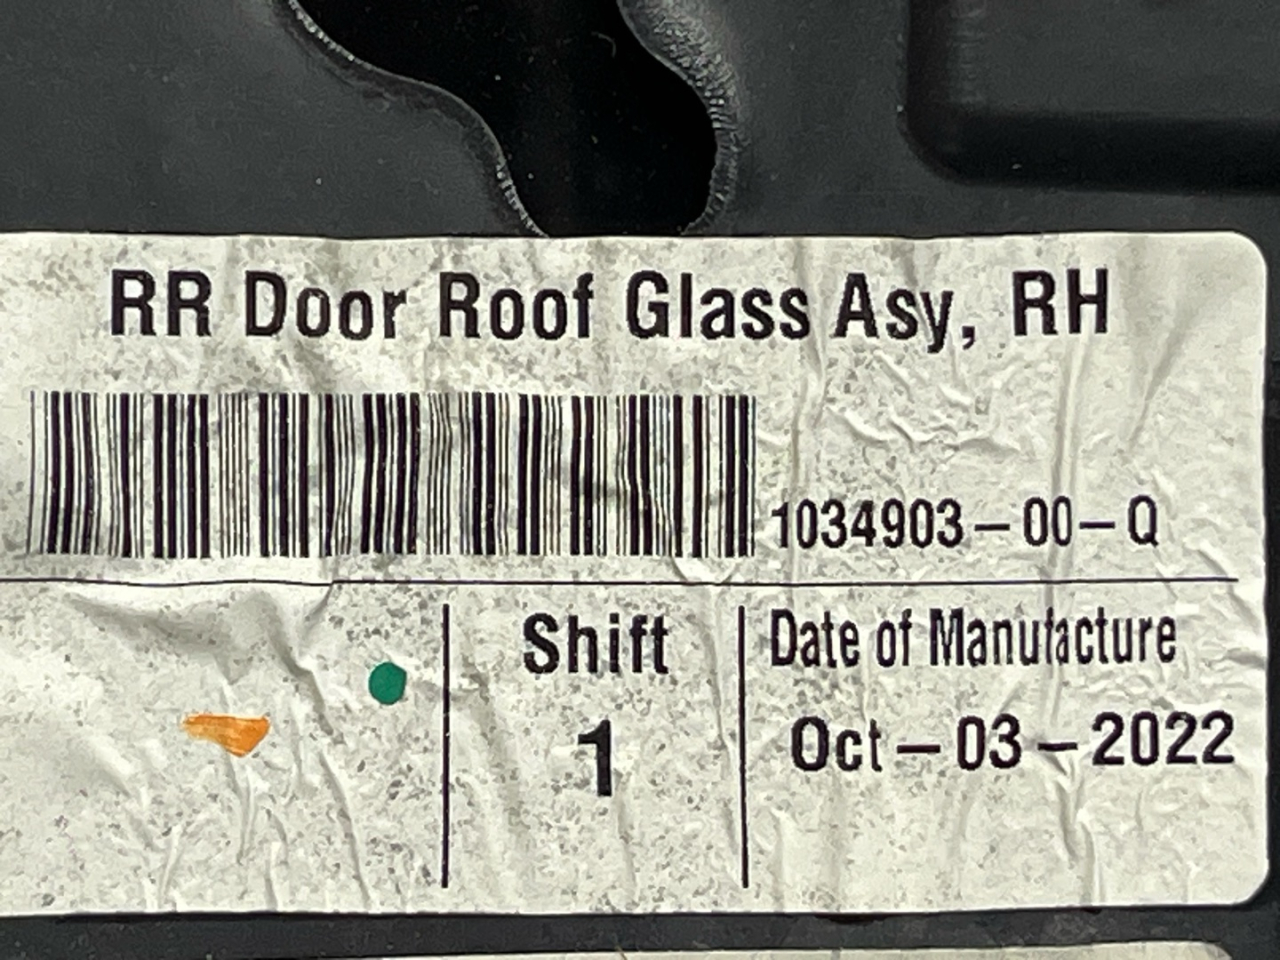 RR Door Roof Glass Asy, RH
1034903-00-Q
Shift
1
Date of Manufacture
Oct-03-2022